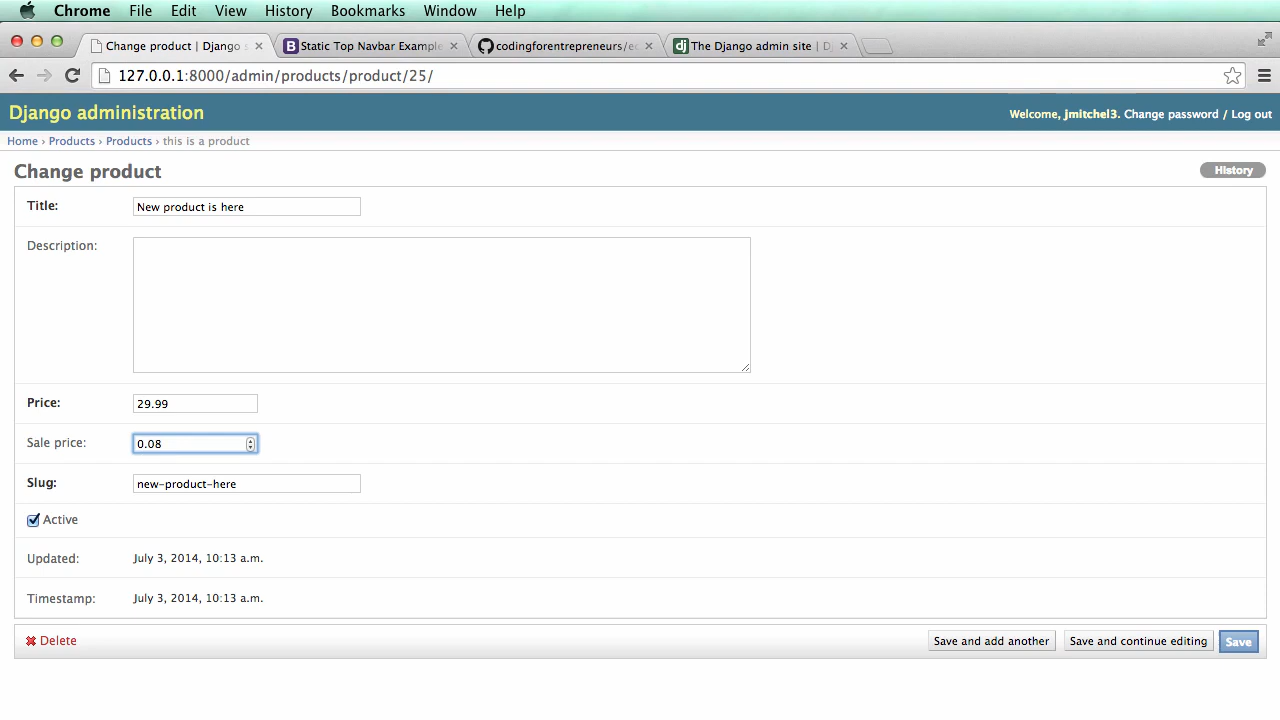 Chrome File Edit View History Bookmarks Window Help
Change product | Django s
Static Top Navbar Example
codingforentrepreneurs/ec
The Django admin site | D
127.0.0.1:8000/admin/products/product/25/
Django administration
Welcome, jmitchel3. Change password / Log out
Home › Products › Products › this is a product
Change product
History
Title: New product is here
Description:
Price: 29.99
Sale price: 0.08
Slug: new-product-here
Active
Updated: July 3, 2014, 10:13 a.m.
Timestamp: July 3, 2014, 10:13 a.m.
Delete
Save and add another
Save and continue editing
Save